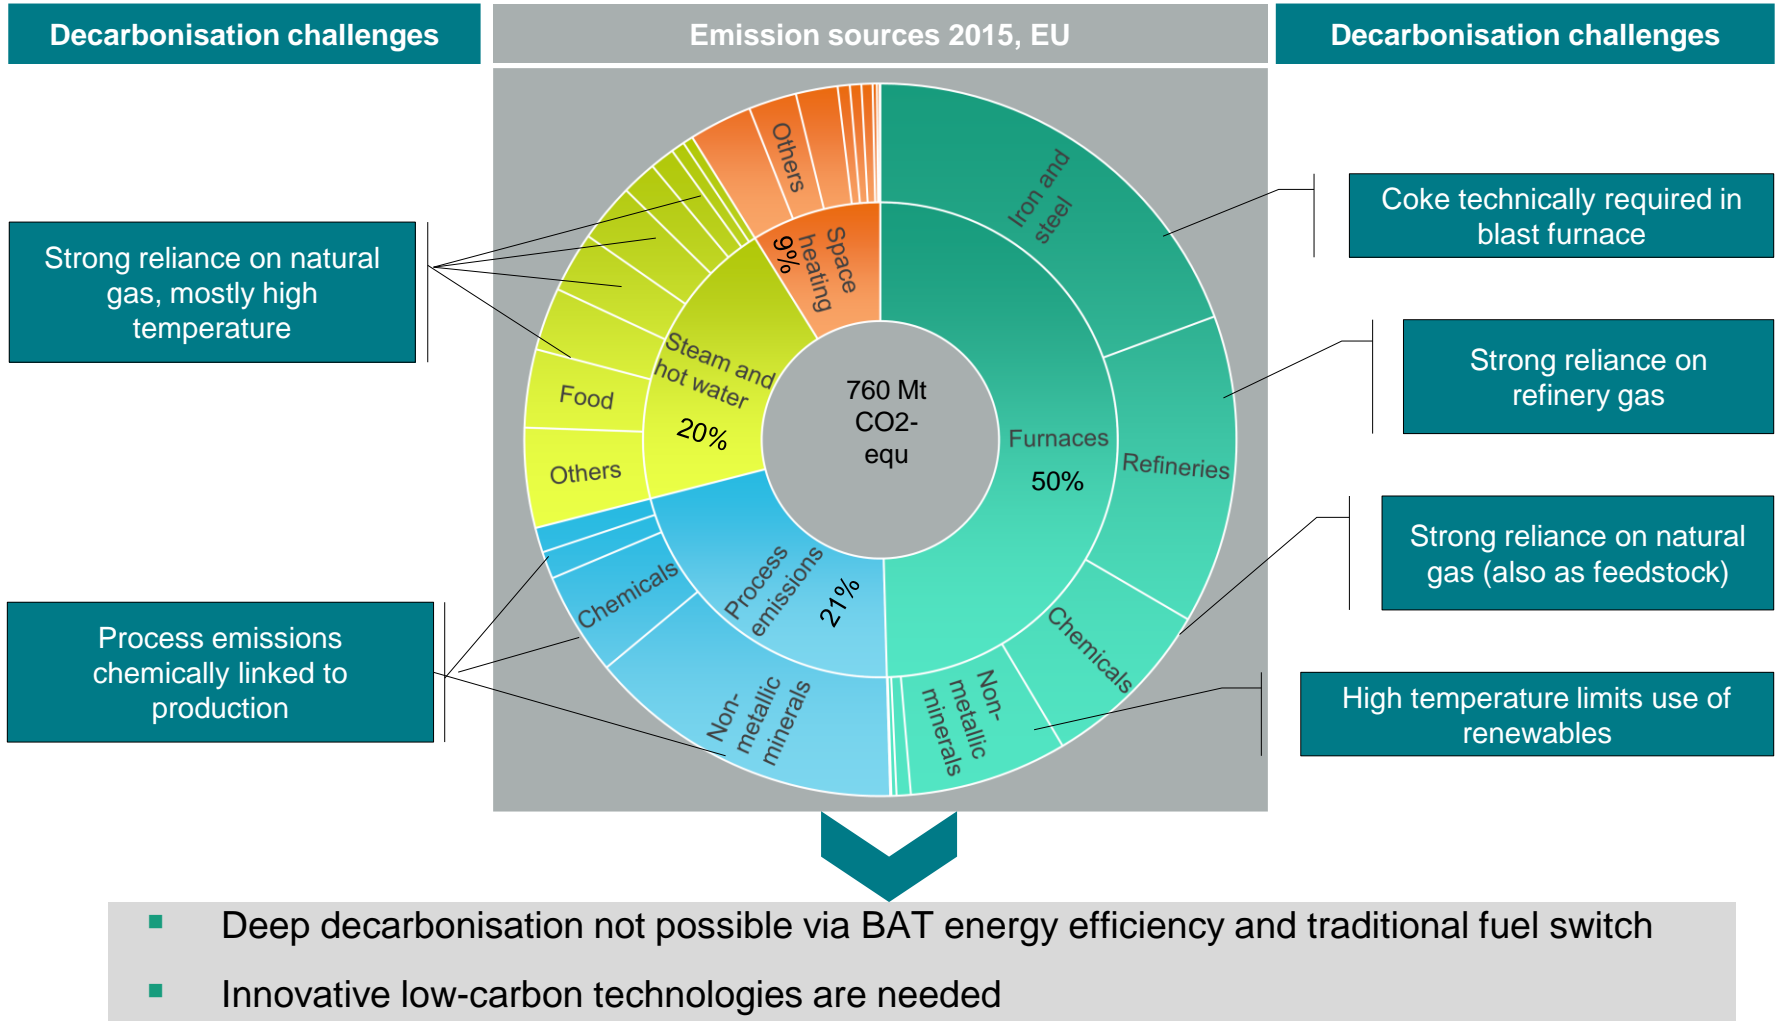 Decarbonisation challenges
Emission sources 2015, EU
Decarbonisation challenges
Strong reliance on natural
gas, mostly high
temperature
Process emissions
chemically linked to
production
Others
Space
heating
9%
Steam and
hot water
20%
Food
Others
Chemicals
Process
emissions
21%
Non-
metallic
minerals
760 Mt
CO2-
equ
Iron and
steel
Furnaces
50%
Refineries
Chemicals
Non-
metallic
minerals
Coke technically required in
blast furnace
Strong reliance on
refinery gas
Strong reliance on natural
gas (also as feedstock)
High temperature limits use of
renewables
Deep decarbonisation not possible via BAT energy efficiency and traditional fuel switch
Innovative low-carbon technologies are needed